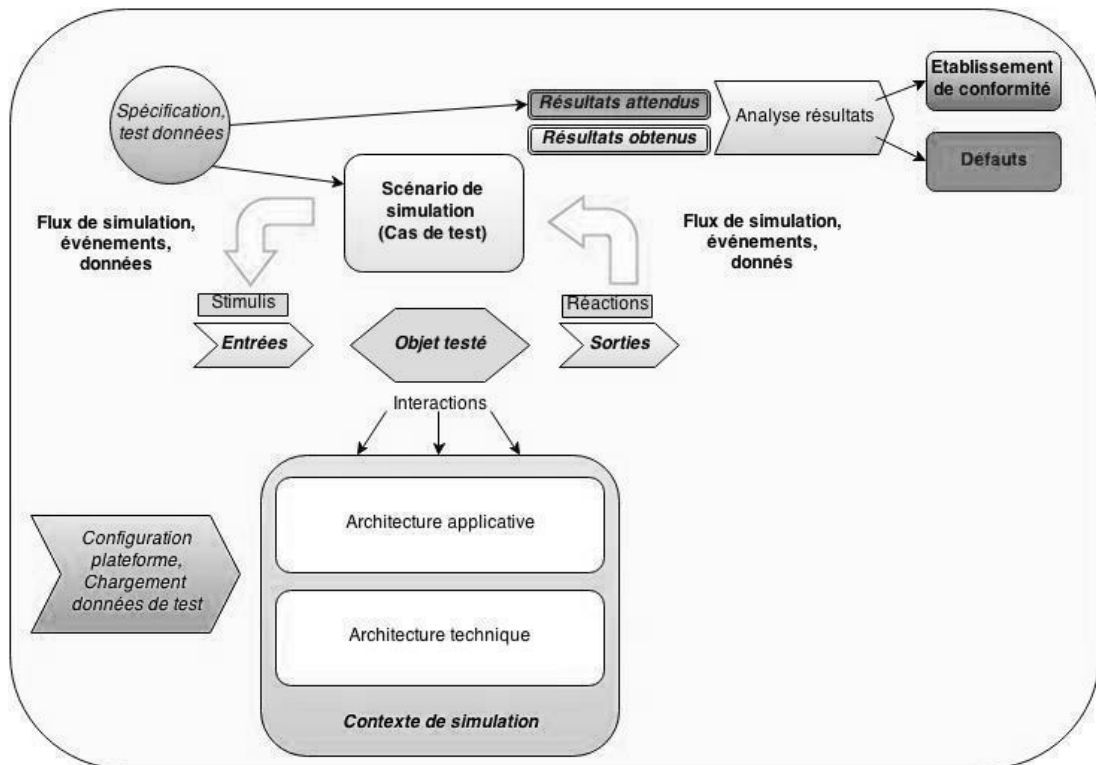 Spécification,
test données
Résultats attendus
Résultats obtenus
Analyse résultats
Etablissement
de conformité
Défauts
Scénario de
simulation
(Cas de test)
Flux de simulation,
événements,
données
Flux de simulation,
événements,
donnés
Stimulis
Entrées
Objet testé
Réactions
Sorties
Interactions
Configuration
plateforme,
Chargement
données de test
Architecture applicative
Architecture technique
Contexte de simulation